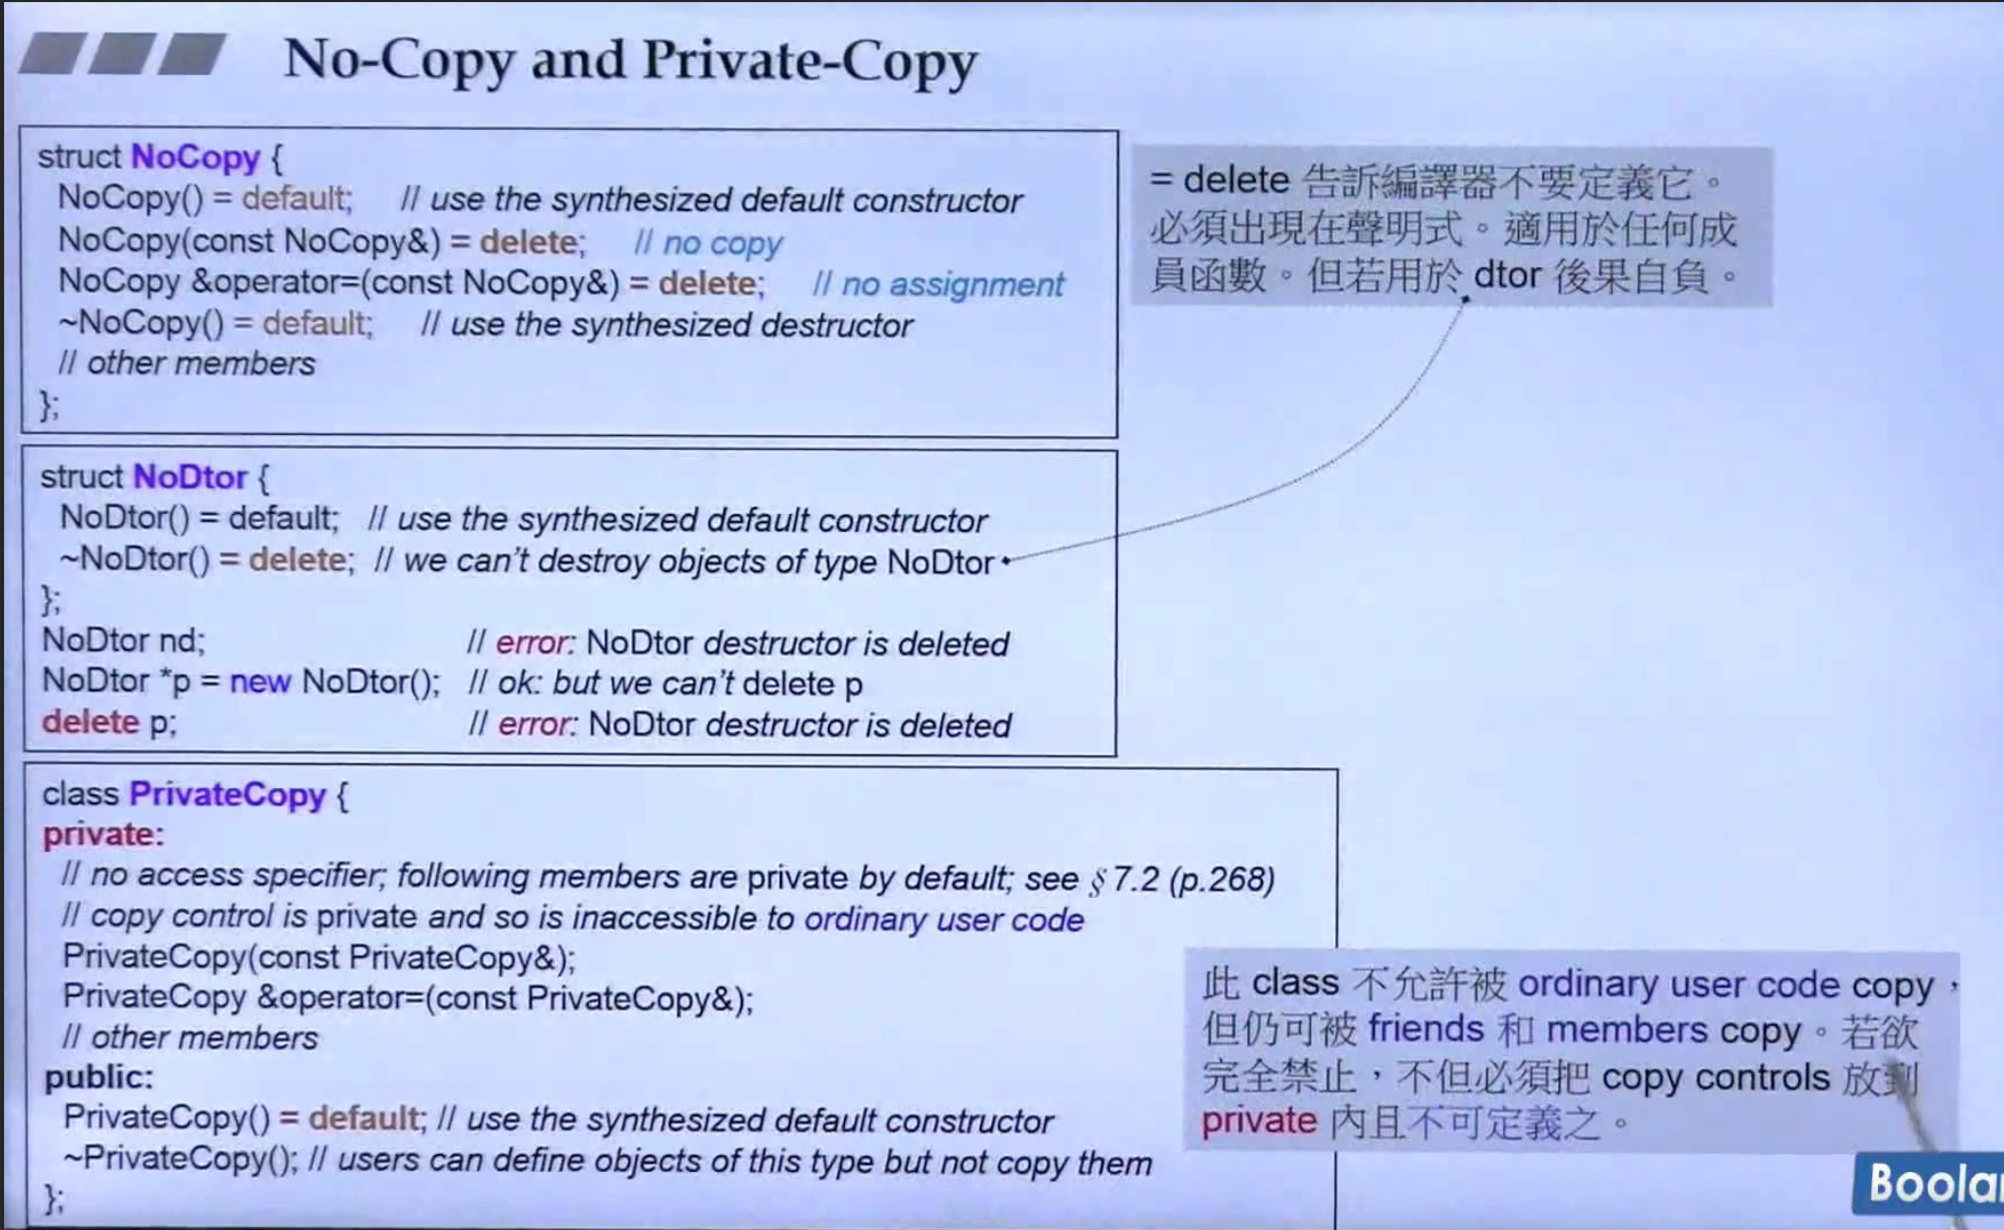 No-Copy and Private-Copy
struct NoCopy {
NoCopy() = default; // use the synthesized default constructor
NoCopy(const NoCopy&) = delete; // no copy
NoCopy &operator=(const NoCopy&) = delete; // no assignment
~NoCopy() = default; // use the synthesized destructor
// other members
};
= delete 告訴編譯器不要定義它。
必須出現在聲明式。適用於任何成
員函數。但若用於 dtor 後果自負。
struct NoDtor {
NoDtor() = default; // use the synthesized default constructor
~NoDtor() = delete; // we can't destroy objects of type NoDtor
};
NoDtor nd; // error: NoDtor destructor is deleted
NoDtor *p = new NoDtor(); // ok: but we can't delete p
delete p; // error: NoDtor destructor is deleted
class PrivateCopy {
private:
// no access specifier; following members are private by default; see §7.2 (p.268)
// copy control is private and so is inaccessible to ordinary user code
PrivateCopy(const PrivateCopy&);
PrivateCopy &operator=(const PrivateCopy&);
// other members
public:
PrivateCopy() = default; // use the synthesized default constructor
~PrivateCopy(); // users can define objects of this type but not copy them
};
此 class 不允許被 ordinary user code copy，
但仍可被 friends 和 members copy。若欲
完全禁止，不但必須把 copy controls 放到
private 內且不可定義之。
Boolan